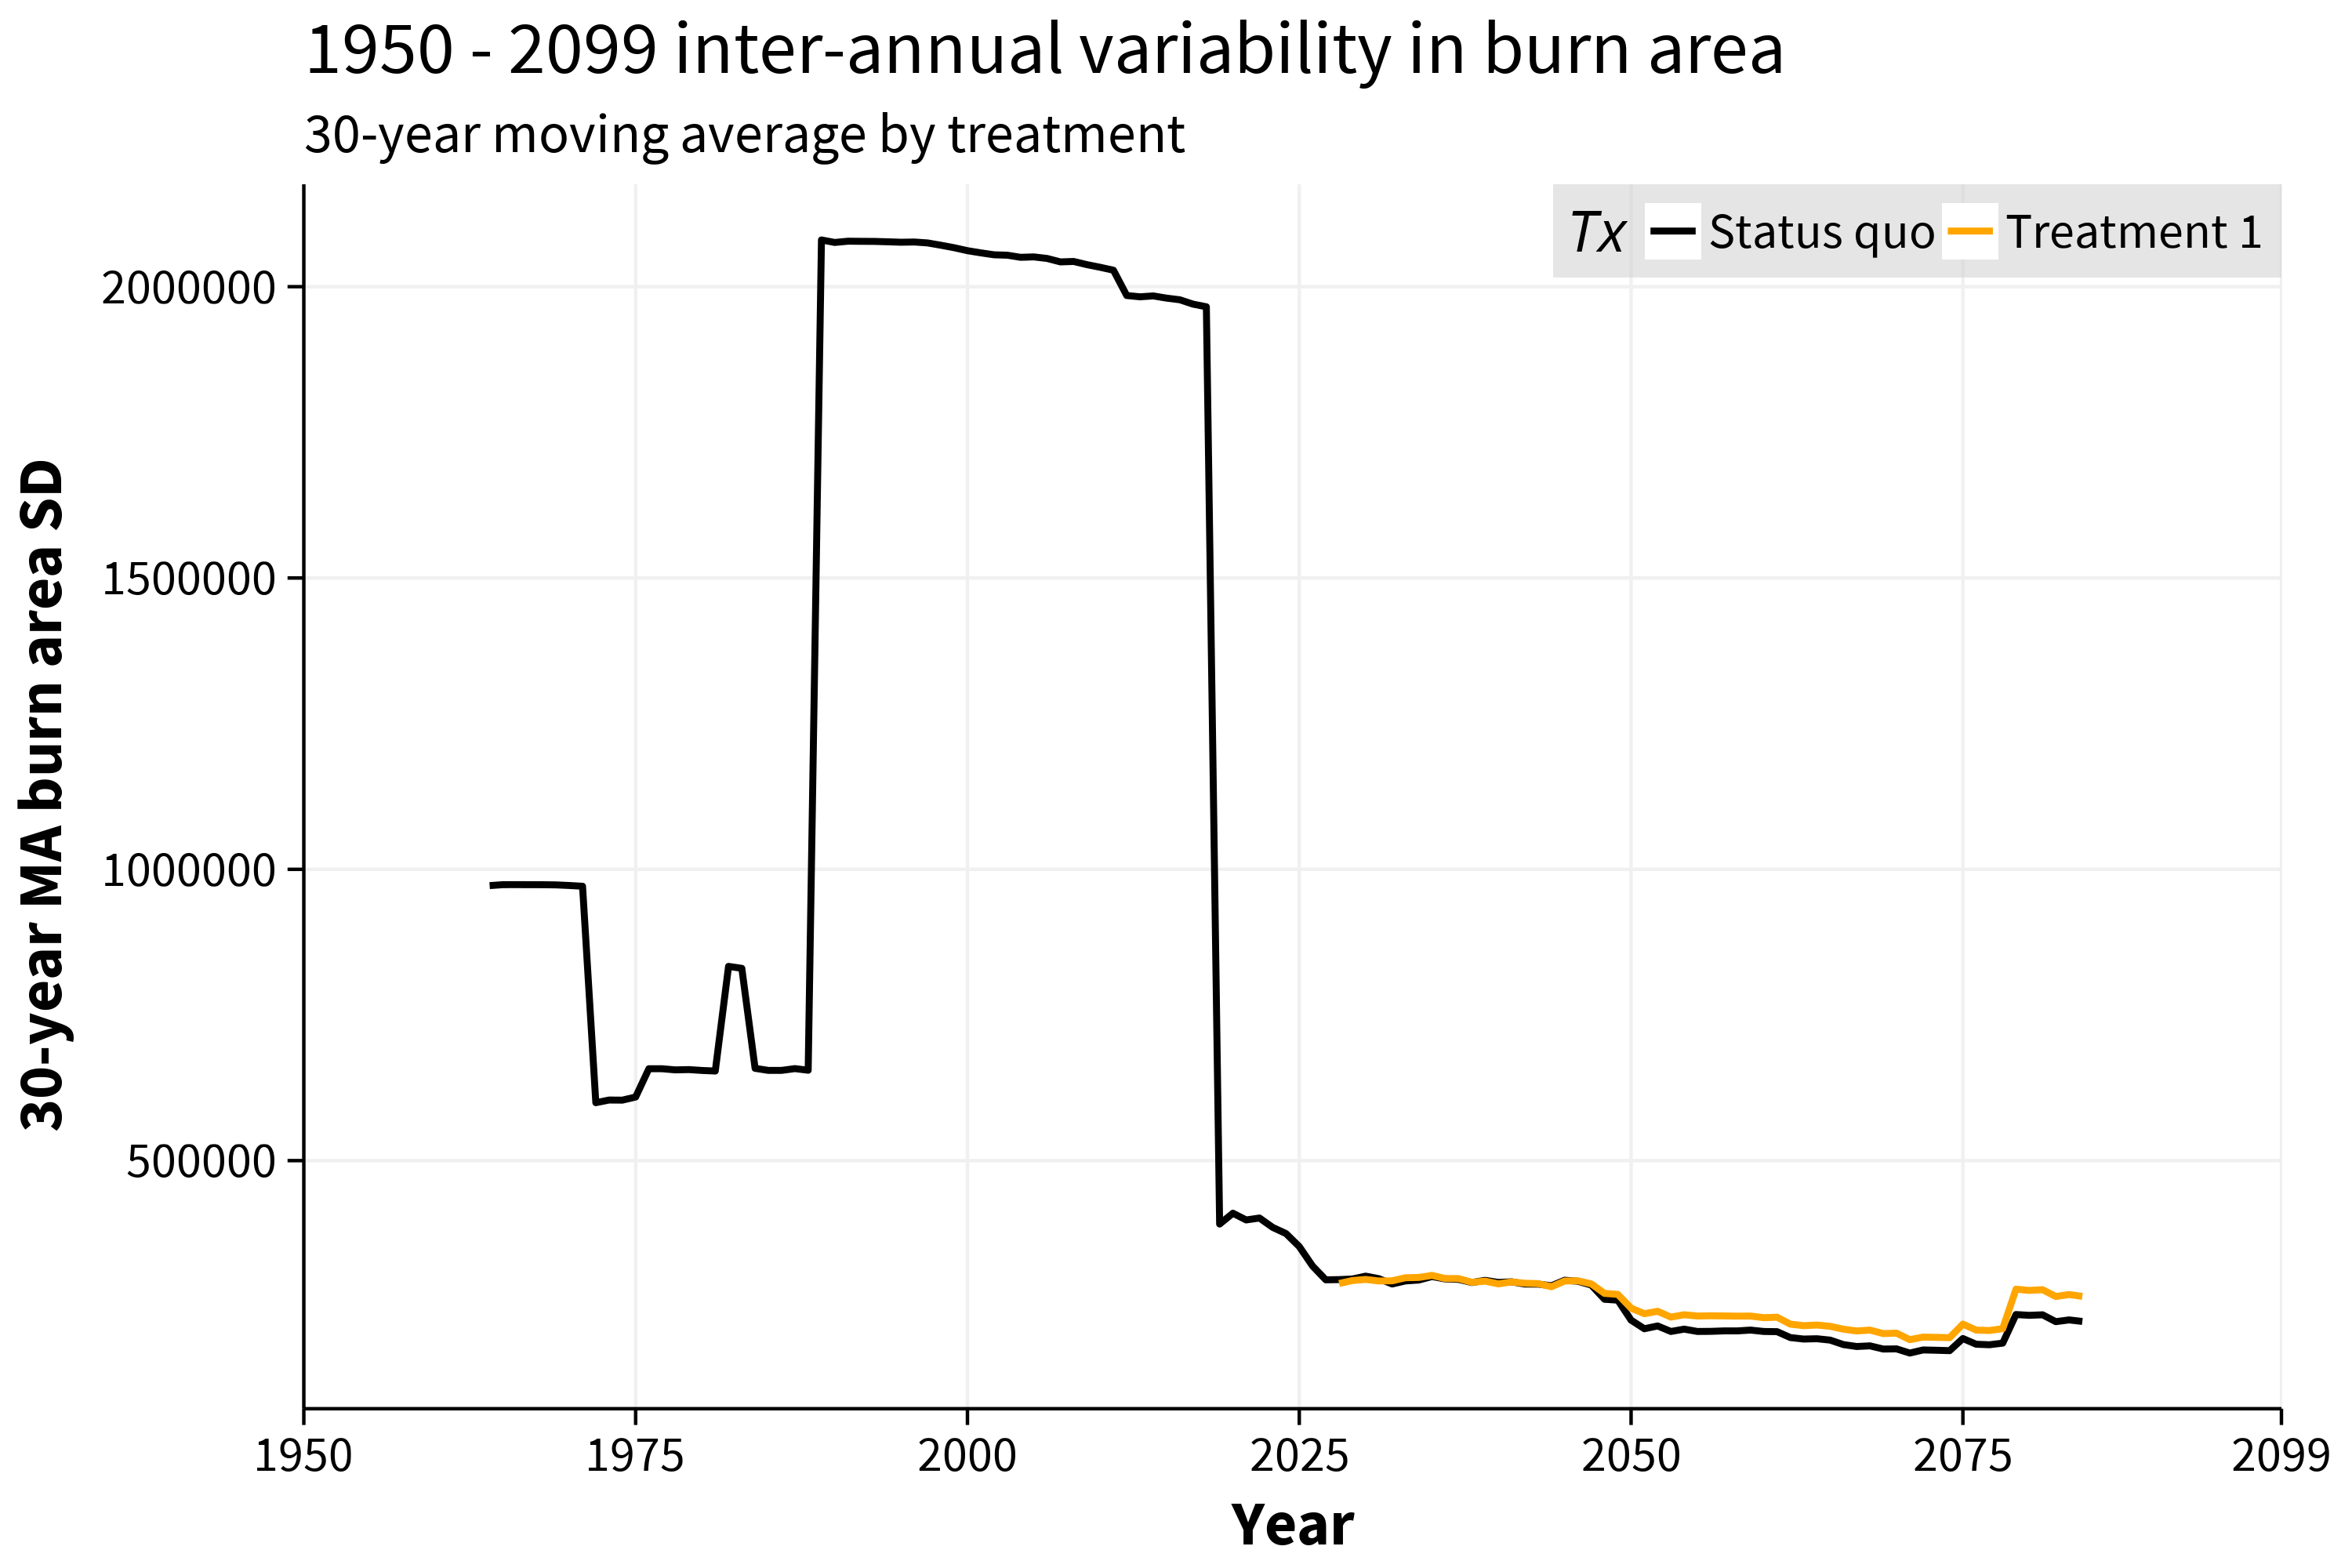 1950 - 2099 inter-annual variability in burn area
30-year moving average by treatment
Tx Status quo Treatment 1
30-year MA burn area SD
2000000
1500000
1000000
500000
1950 1975 2000 2025 2050 2075 2099
Year